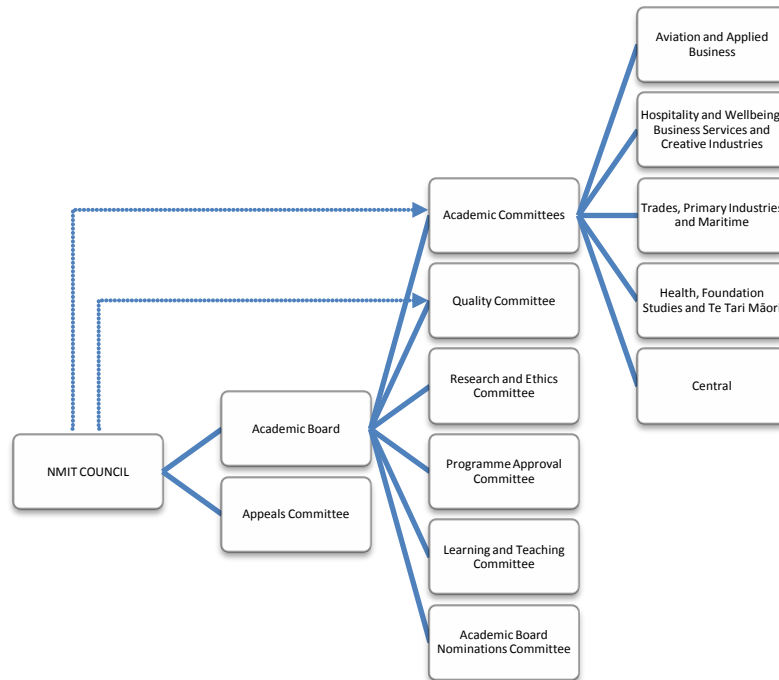 Aviation and Applied
Business
Hospitality and Wellbeing,
Business Services and
Creative Industries
Academic Committees
Trades, Primary Industries
and Maritime
Quality Committee
Health, Foundation
Studies and Te Tari Māori
Research and Ethics
Committee
Central
Academic Board
NMIT COUNCIL
Programme Approval
Committee
Appeals Committee
Learning and Teaching
Committee
Academic Board
Nominations Committee